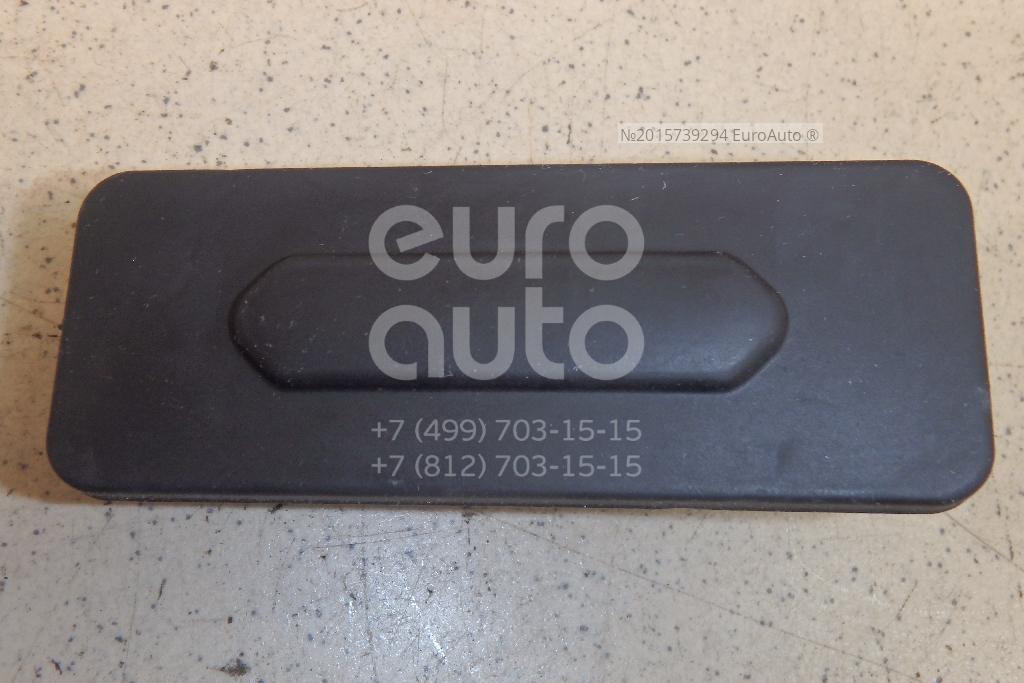 №2015739294 EuroAuto ®
euro
auto
+7 (499) 703-15-15
+7 (812) 703-15-15